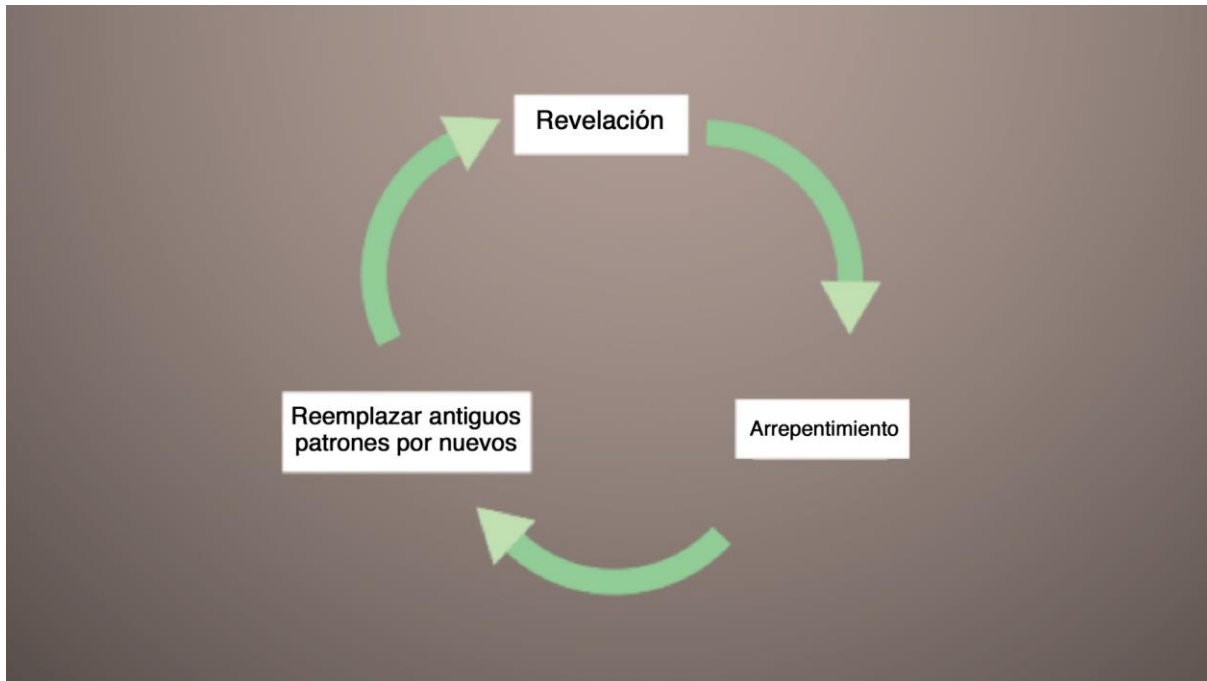 Revelación
Arrepentimiento
Reemplazar antiguos
patrones por nuevos